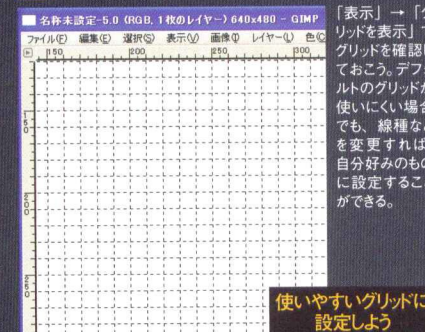 名称未設定-5.0 (RGB, 1枚のレイヤー) 640x480 - GIMP
ファイル(F) 編集(E) 選択(S) 表示(V) 画像(I) レイヤー(L) 色(C
150 200 250 300
150
200
250
「表示」→「グ
リッドを表示」で
グリッドを確認し
ておこう。デフォ
ルトのグリッドが
使いにくい場合
でも、線種など
を変更すれば
自分好みのもの
に設定するこ
ができる。
使いやすいグリッドに
設定しよう